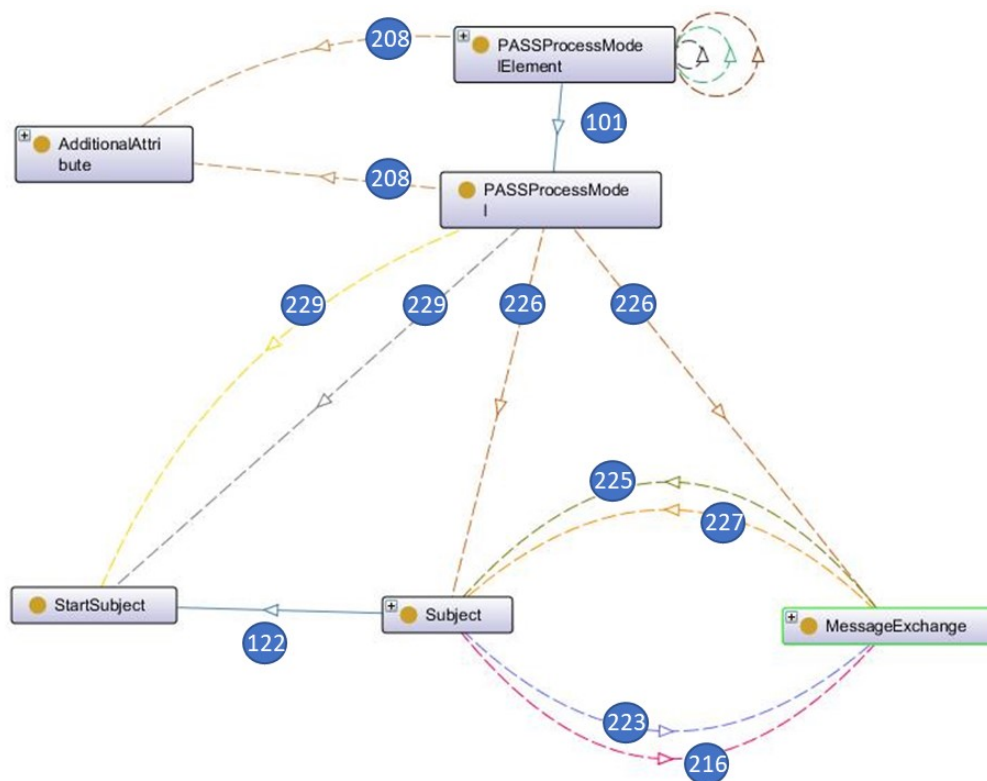 208
PASSProcessMode
lElement
101
AdditionalAttri
bute
208
PASSProcessMode
l
229
229
226
226
225
227
StartSubject
Subject
MessageExchange
122
223
216